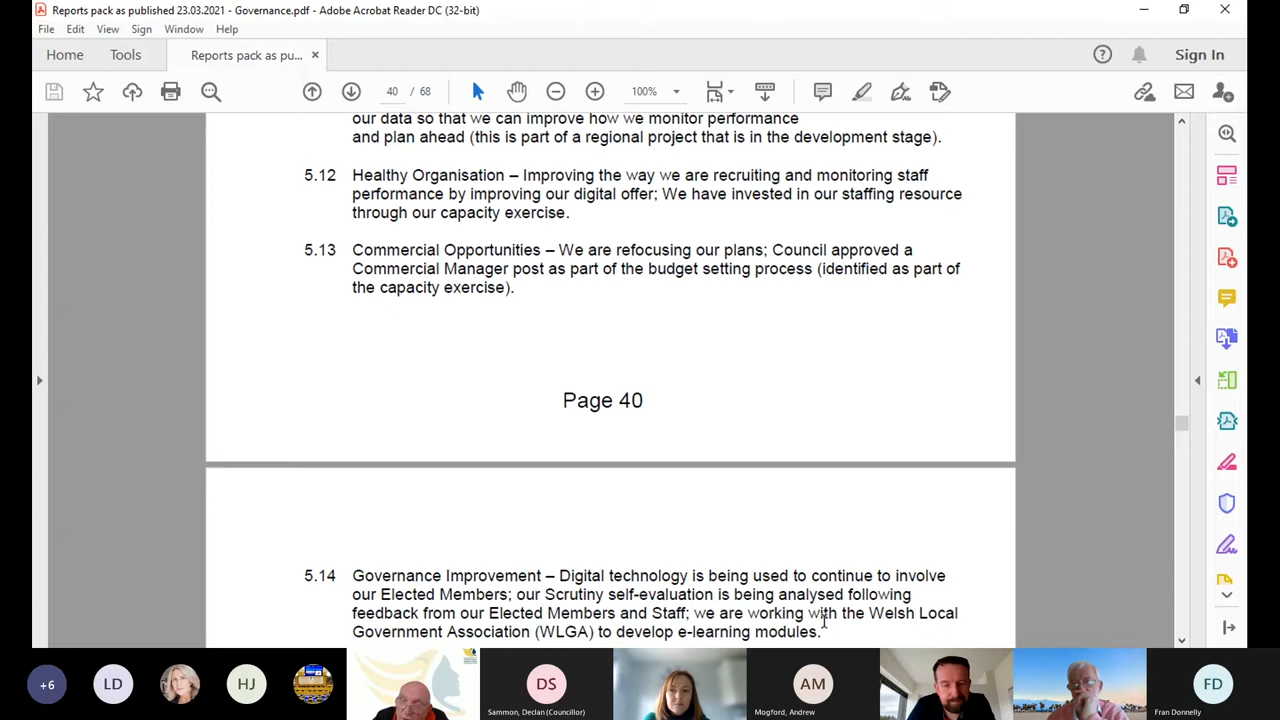 Reports pack as published 23.03.2021 - Governance.pdf - Adobe Acrobat Reader DC (32-bit)
File Edit View Sign Window Help
Home Tools Reports pack as pu... × Sign In
40 / 68 100%
our data so that we can improve how we monitor performance
and plan ahead (this is part of a regional project that is in the development stage).
5.12 Healthy Organisation – Improving the way we are recruiting and monitoring staff
performance by improving our digital offer; We have invested in our staffing resource
through our capacity exercise.
5.13 Commercial Opportunities – We are refocusing our plans; Council approved a
Commercial Manager post as part of the budget setting process (identified as part of
the capacity exercise).
Page 40
5.14 Governance Improvement – Digital technology is being used to continue to involve
our Elected Members; our Scrutiny self-evaluation is being analysed following
feedback from our Elected Members and Staff; we are working with the Welsh Local
Government Association (WLGA) to develop e-learning modules.
+6 LD HJ DS AM FD
Sammon, Declan (Councillor) Mogford, Andrew Fran Donnelly